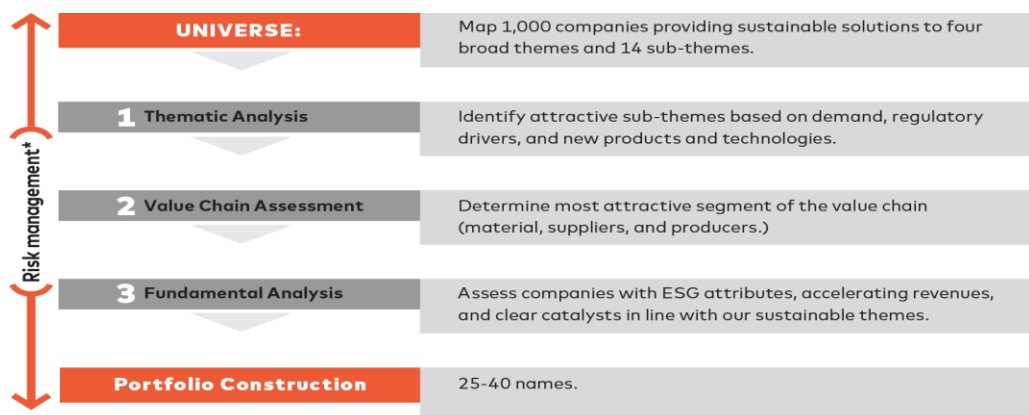 UNIVERSE:
Map 1,000 companies providing sustainable solutions to four
broad themes and 14 sub-themes.
1 Thematic Analysis
Identify attractive sub-themes based on demand, regulatory
drivers, and new products and technologies.
Risk management*
2 Value Chain Assessment
Determine most attractive segment of the value chain
(material, suppliers, and producers.)
3 Fundamental Analysis
Assess companies with ESG attributes, accelerating revenues,
and clear catalysts in line with our sustainable themes.
Portfolio Construction
25-40 names.